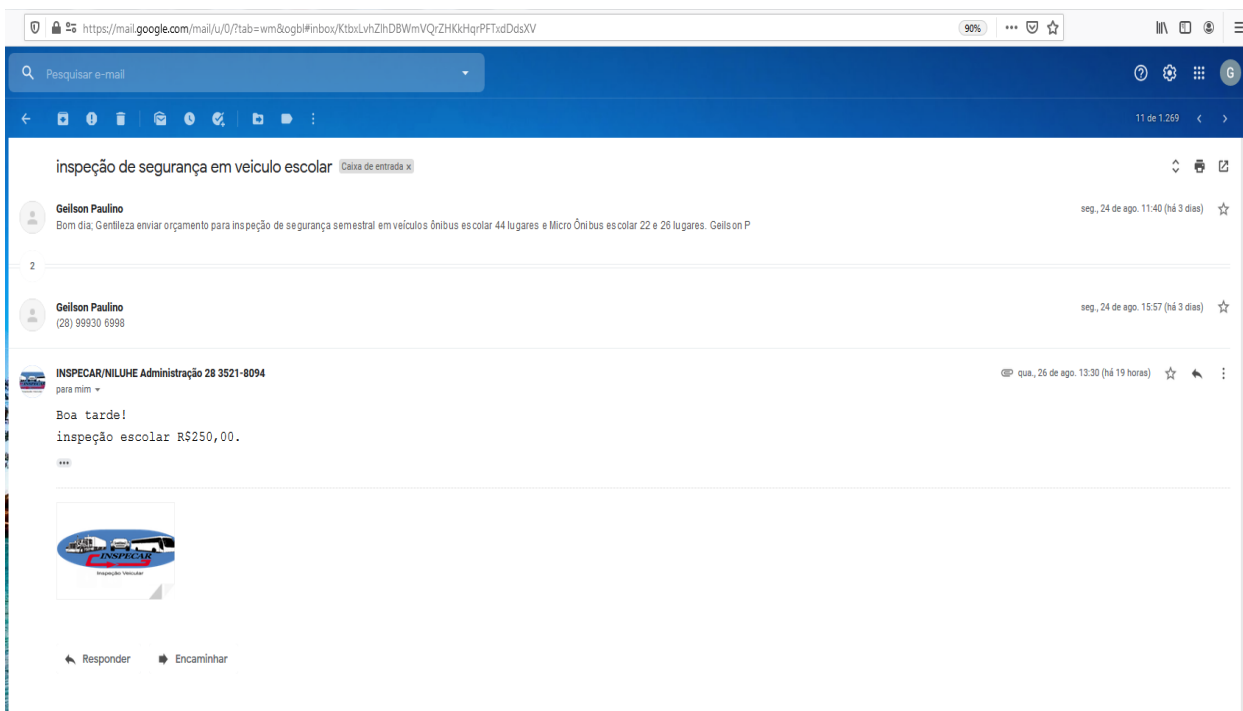 https://mail.google.com/mail/u/0/?tab=wm&ogbl#inbox/KtbxLvhZlhDBWmVQrZHKkHqrPFTxdDdsXV 90%
Pesquisar e-mail G
11 de 1.269
inspeção de segurança em veiculo escolar Caixa de entrada x
Geilson Paulino seg., 24 de ago. 11:40 (há 3 dias)
Bom dia; Gentileza enviar orçamento para inspeção de segurança semestral em veículos ônibus escolar 44 lugares e Micro Ônibus escolar 22 e 26 lugares. Geilson P
2
Geilson Paulino seg., 24 de ago. 15:57 (há 3 dias)
(28) 99930 6998
INSPECAR/NILUHE Administração 28 3521-8094 qua., 26 de ago. 13:30 (há 19 horas)
para mim
Boa tarde!
inspeção escolar R$250,00.
INSPECAR
Inspeção Veicular
Responder Encaminhar